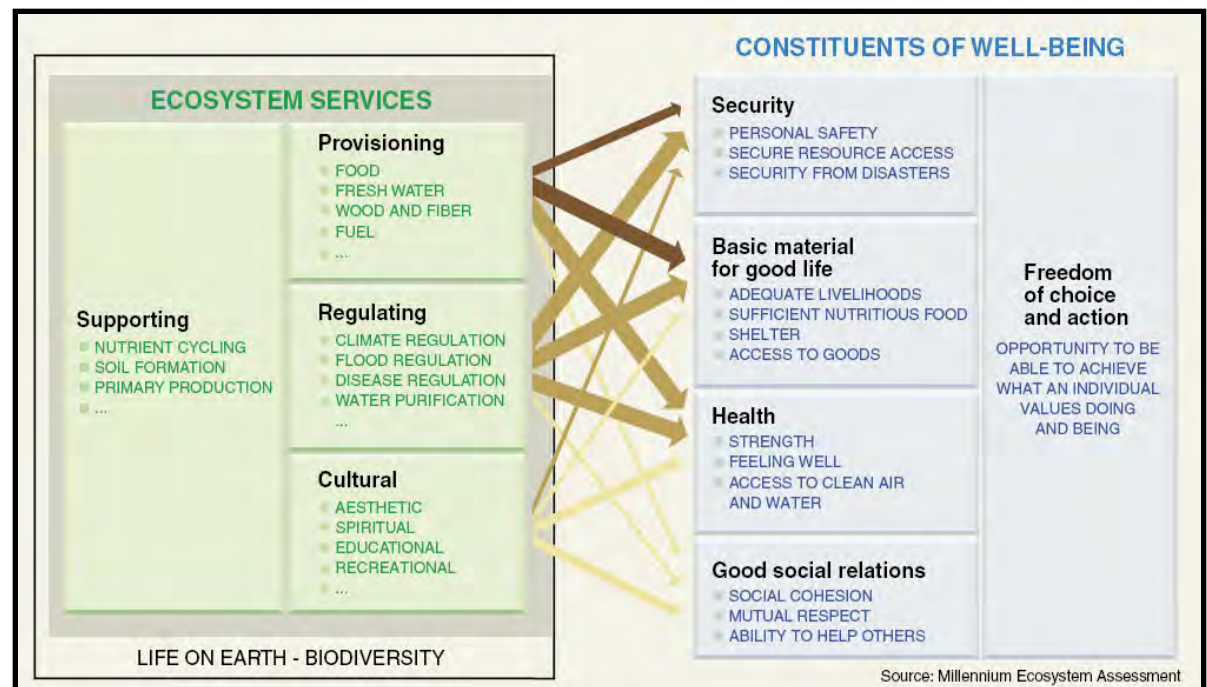 ECOSYSTEM SERVICES
Supporting
NUTRIENT CYCLING
SOIL FORMATION
PRIMARY PRODUCTION
...
Provisioning
FOOD
FRESH WATER
WOOD AND FIBER
FUEL
...
Regulating
CLIMATE REGULATION
FLOOD REGULATION
DISEASE REGULATION
WATER PURIFICATION
...
Cultural
AESTHETIC
SPIRITUAL
EDUCATIONAL
RECREATIONAL
...
LIFE ON EARTH - BIODIVERSITY
CONSTITUENTS OF WELL-BEING
Security
PERSONAL SAFETY
SECURE RESOURCE ACCESS
SECURITY FROM DISASTERS
Basic material
for good life
ADEQUATE LIVELIHOODS
SUFFICIENT NUTRITIOUS FOOD
SHELTER
ACCESS TO GOODS
Health
STRENGTH
FEELING WELL
ACCESS TO CLEAN AIR
AND WATER
Good social relations
SOCIAL COHESION
MUTUAL RESPECT
ABILITY TO HELP OTHERS
Freedom
of choice
and action
OPPORTUNITY TO BE
ABLE TO ACHIEVE
WHAT AN INDIVIDUAL
VALUES DOING
AND BEING
Source: Millennium Ecosystem Assessment